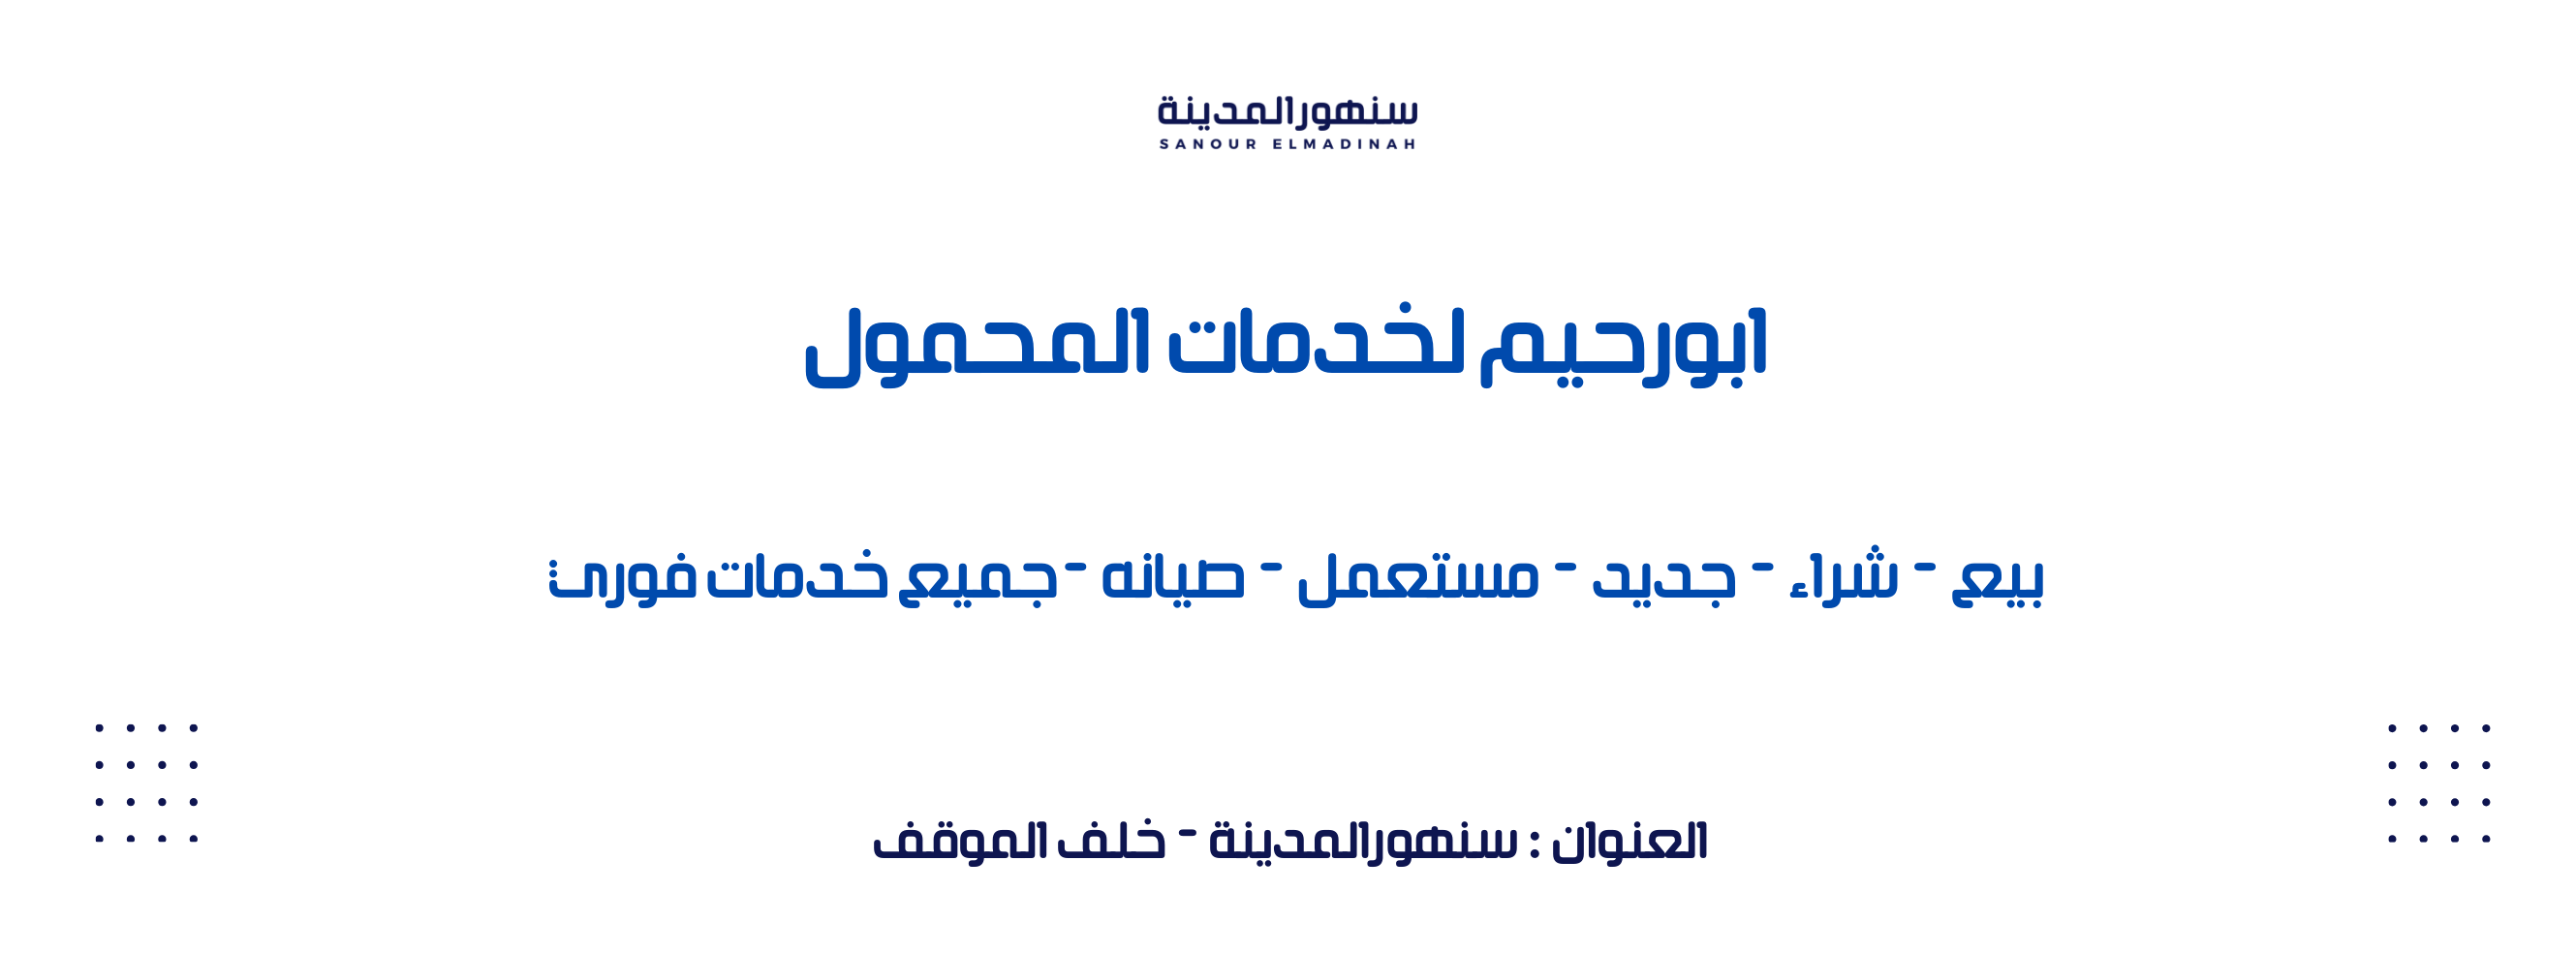 سنهورالمدينة
SANOUR ELMADINAH
ابورحيم لخدمات المحمول
بيع - شراء - جديد - مستعمل - صيانه -جميع خدمات فورى
العنوان : سنهورالمدينة - خلف الموقف